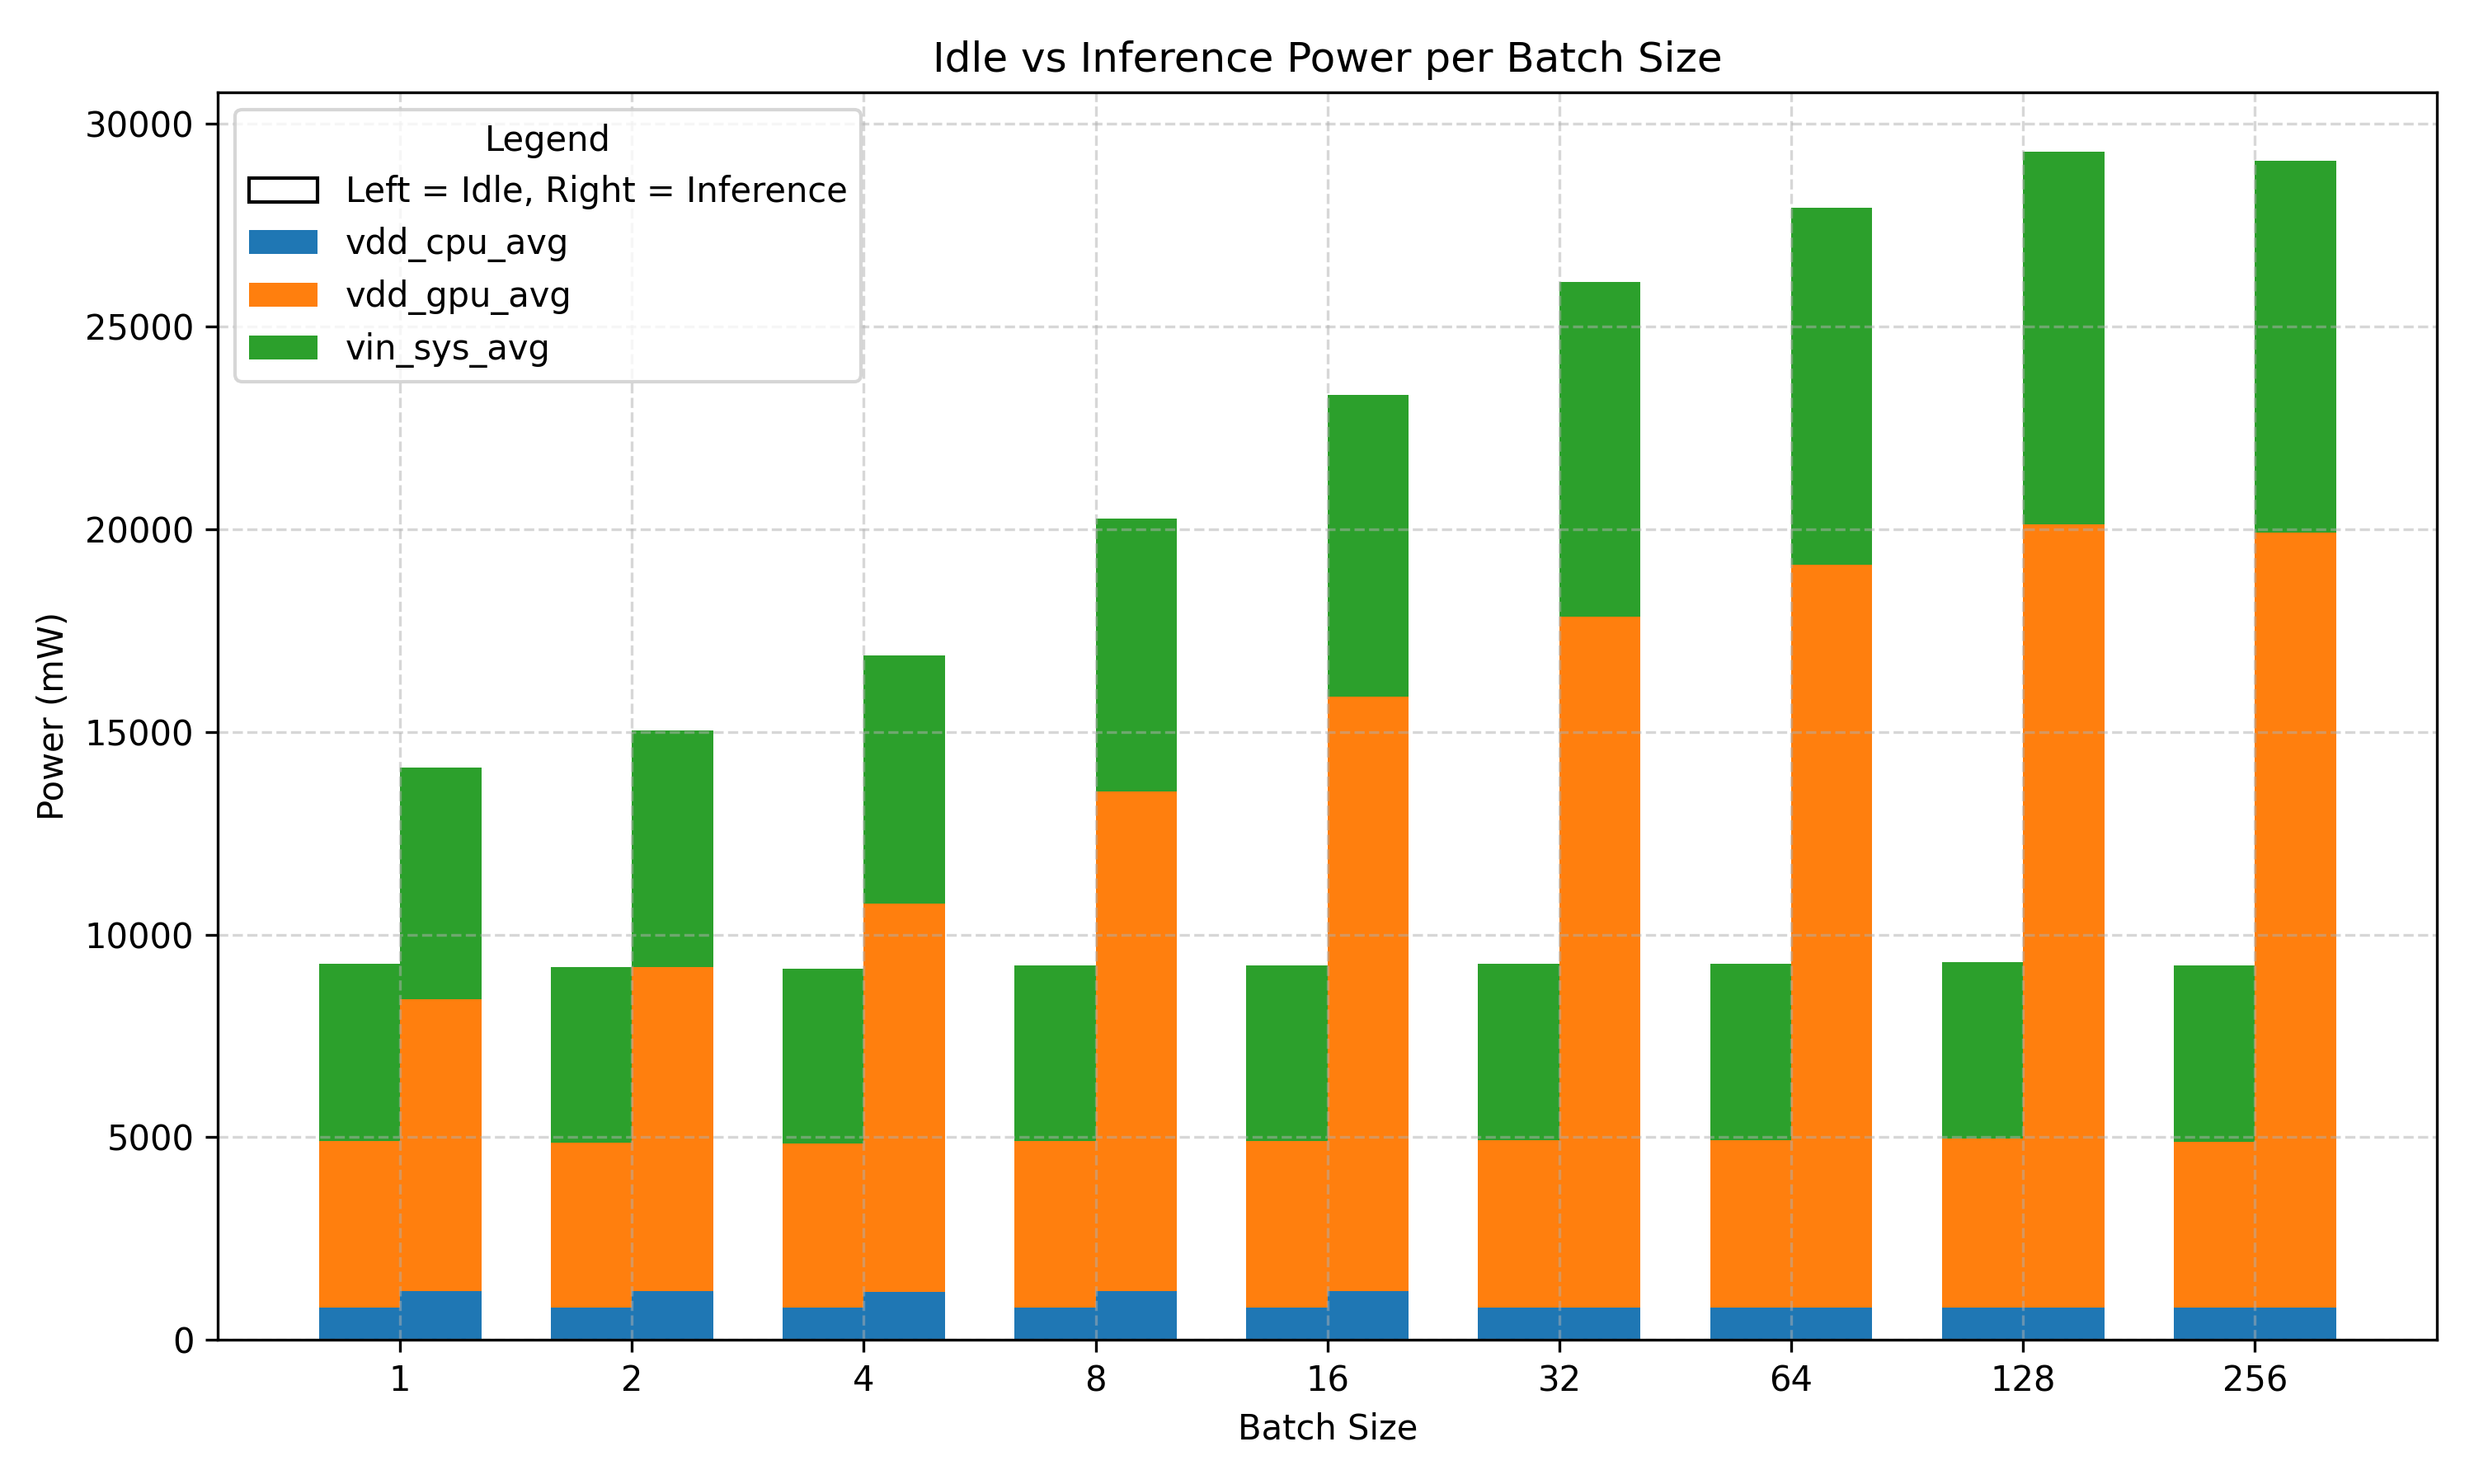 Idle vs Inference Power per Batch Size
Legend
Left = Idle, Right = Inference
vdd_cpu_avg
vdd_gpu_avg
vin_sys_avg
Power (mW)
30000
25000
20000
15000
10000
5000
0
1 2 4 8 16 32 64 128 256
Batch Size